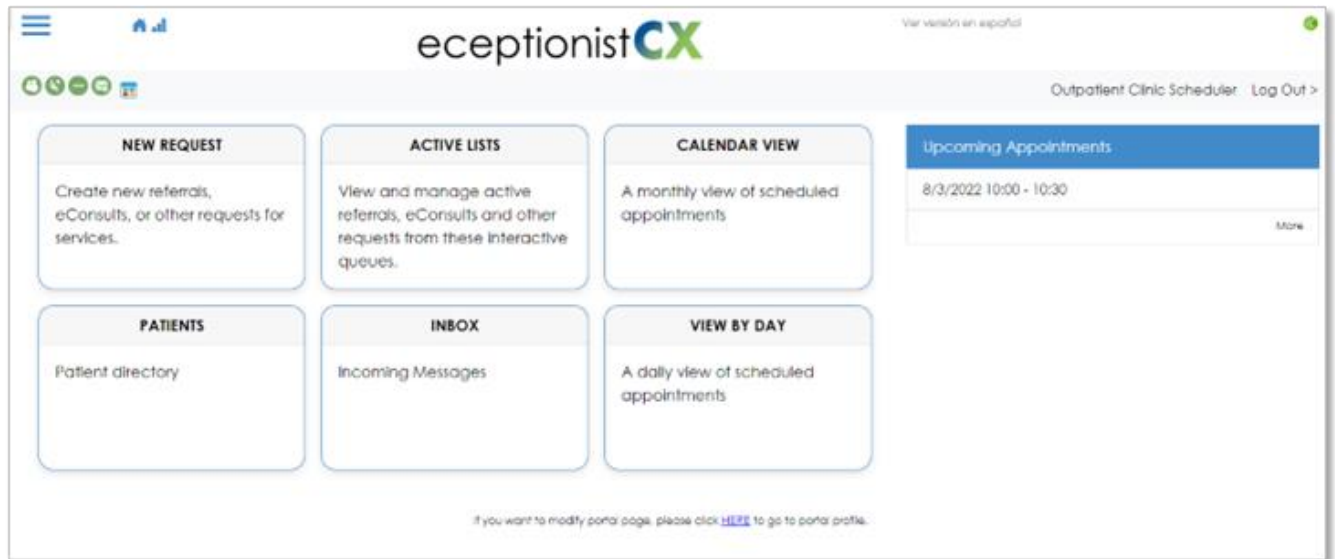 eceptionistCX
Ver versión en español
Outpatient Clinic Scheduler Log Out >
NEW REQUEST
Create new referrals,
eConsults, or other requests for
services.
ACTIVE LISTS
View and manage active
referrals, eConsults and other
requests from these interactive
queues.
CALENDAR VIEW
A monthly view of scheduled
appointments
Upcoming Appointments
8/3/2022 10:00 - 10:30
More
PATIENTS
Patient directory
INBOX
Incoming Messages
VIEW BY DAY
A daily view of scheduled
appointments
If you want to modify portal page, please click HERE to go to portal profile.